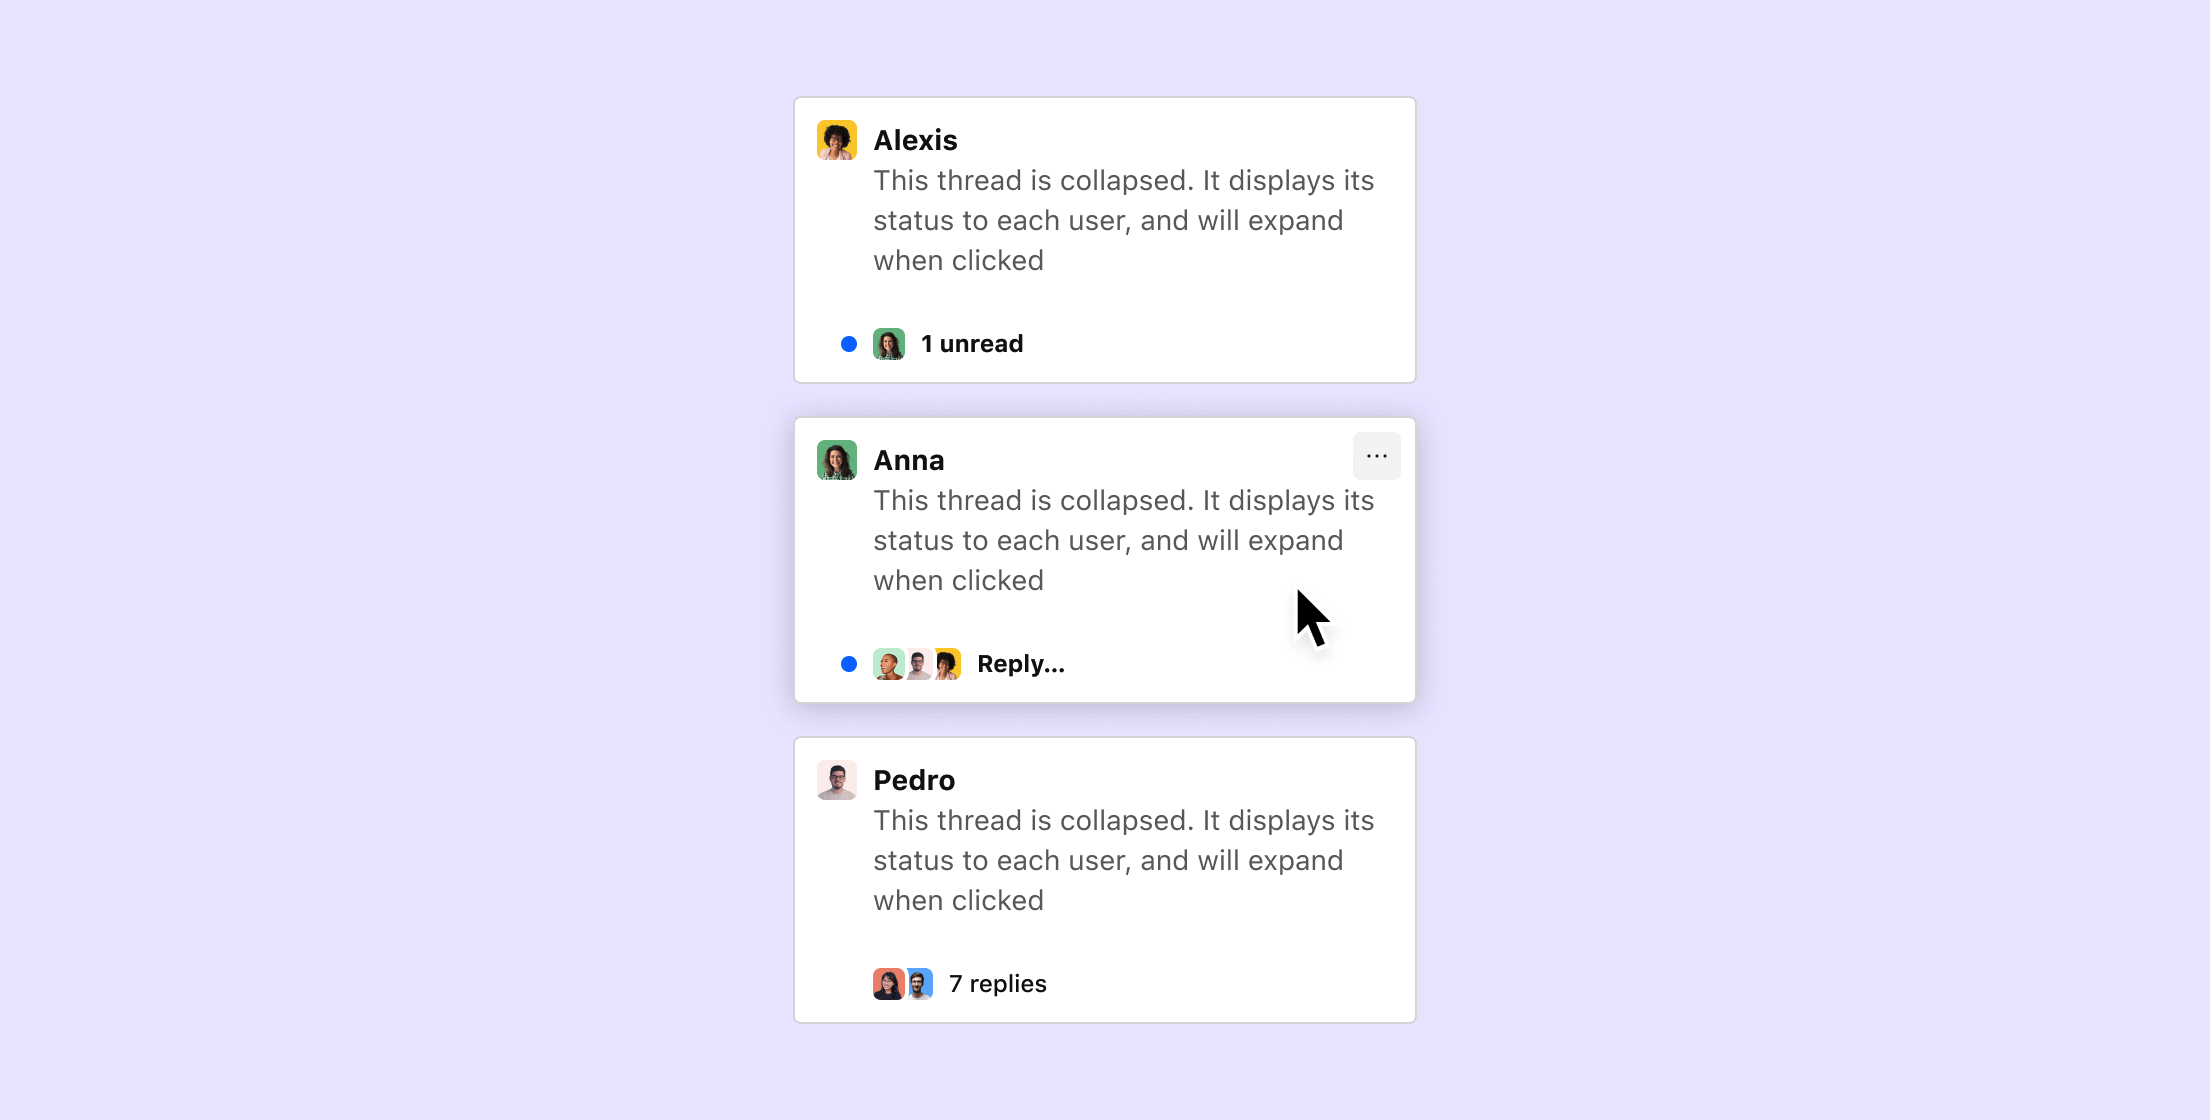 Alexis
This thread is collapsed. It displays its
status to each user, and will expand
when clicked
1 unread
Anna
This thread is collapsed. It displays its
status to each user, and will expand
when clicked
Reply...
Pedro
This thread is collapsed. It displays its
status to each user, and will expand
when clicked
7 replies